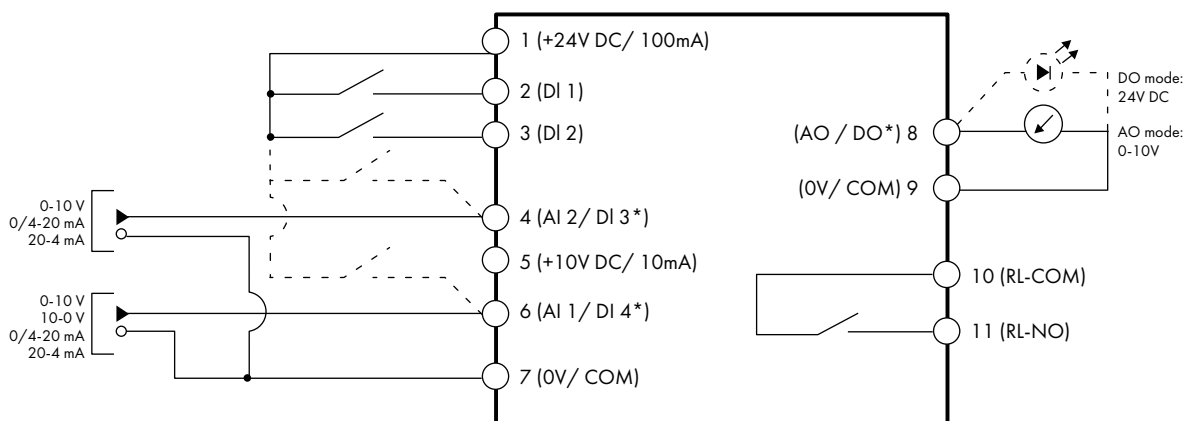 1 (+24V DC/ 100mA)
2 (DI 1)
3 (DI 2)
0-10 V
0/4-20 mA
20-4 mA
4 (AI 2/ DI 3*)
5 (+10V DC/ 10mA)
0-10 V
10-0 V
0/4-20 mA
20-4 mA
6 (AI 1/ DI 4*)
7 (0V/ COM)
(AO / DO*) 8
(0V/ COM) 9
10 (RL-COM)
11 (RL-NO)
DO mode:
24V DC
AO mode:
0-10V